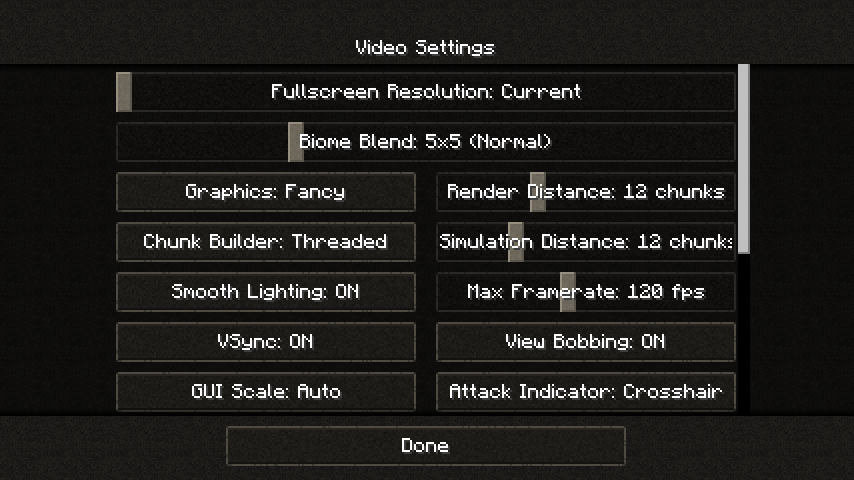 Video Settings
Fullscreen Resolution: Current
Biome Blend: 5x5 (Normal)
Graphics: Fancy
Render Distance: 12 chunks
Chunk Builder: Threaded
Simulation Distance: 12 chunks
Smooth Lighting: ON
Max Framerate: 120 fps
VSync: ON
View Bobbing: ON
GUI Scale: Auto
Attack Indicator: Crosshair
Done